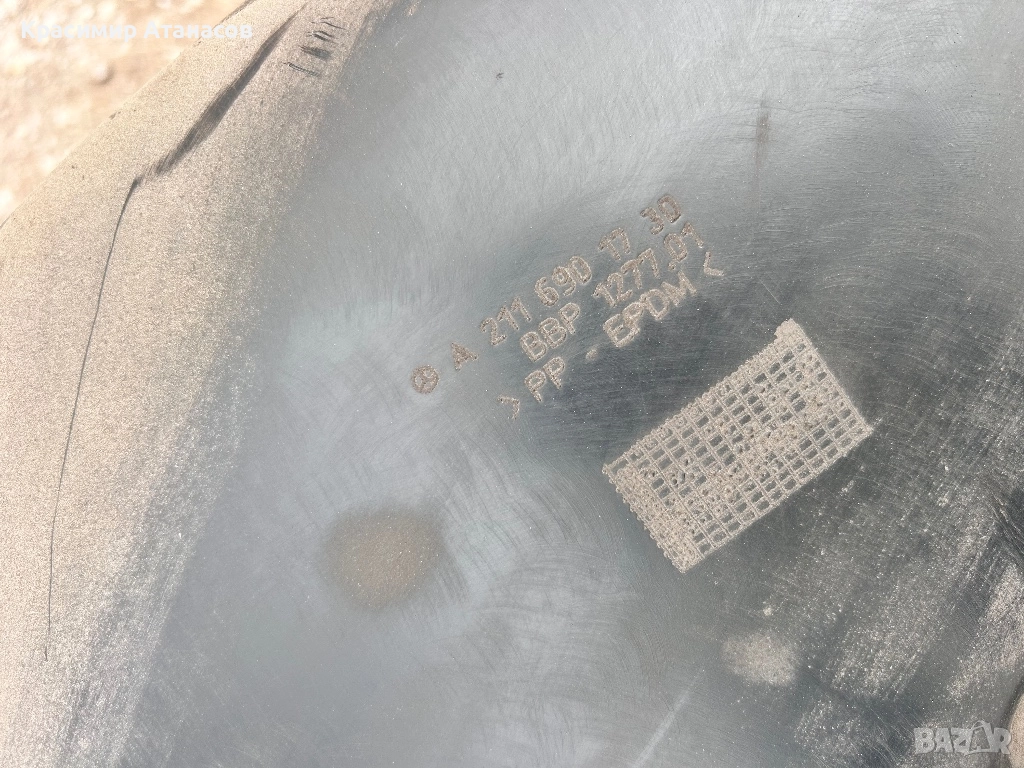 Красимир Атанасов
A 211 690 17 30
BBP 1277.01
>PP - EPDM<
BAZAR